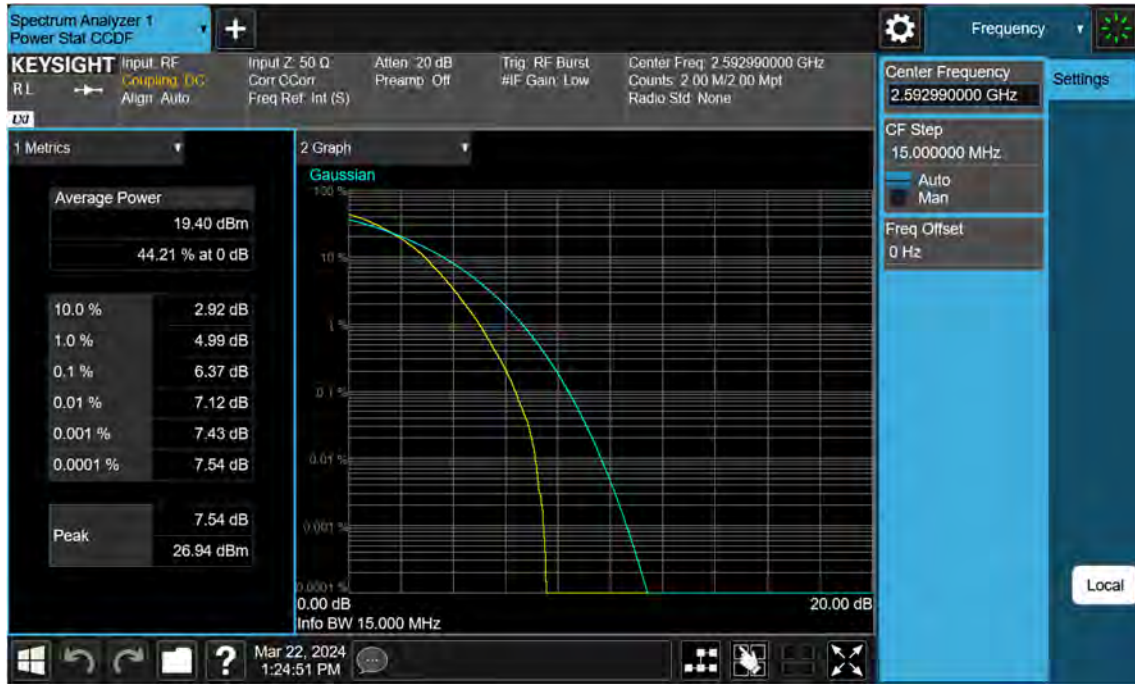 Spectrum Analyzer 1
Power Stat CCDF
+
Frequency
KEYSIGHT
Input: RF
Coupling: DC
Align: Auto
Input Z: 50 Ω
Corr CCorr
Freq Ref: Int (S)
Atten: 20 dB
Preamp: Off
Trig: RF Burst
#IF Gain: Low
Center Freq: 2.592990000 GHz
Counts: 2.00 M/2.00 Mpt
Radio Std: None
R L
LXI
Center Frequency
2.592990000 GHz
Settings
CF Step
15.000000 MHz
Auto
Man
Freq Offset
0 Hz
1 Metrics
Average Power
19.40 dBm
44.21 % at 0 dB
10.0 % 2.92 dB
1.0 % 4.99 dB
0.1 % 6.37 dB
0.01 % 7.12 dB
0.001 % 7.43 dB
0.0001 % 7.54 dB
Peak
7.54 dB
26.94 dBm
2 Graph
Gaussian
100 %
10 %
1 %
0.1 %
0.01 %
0.001 %
0.0001 %
0.00 dB 20.00 dB
Info BW 15.000 MHz
Local
?
Mar 22, 2024
1:24:51 PM